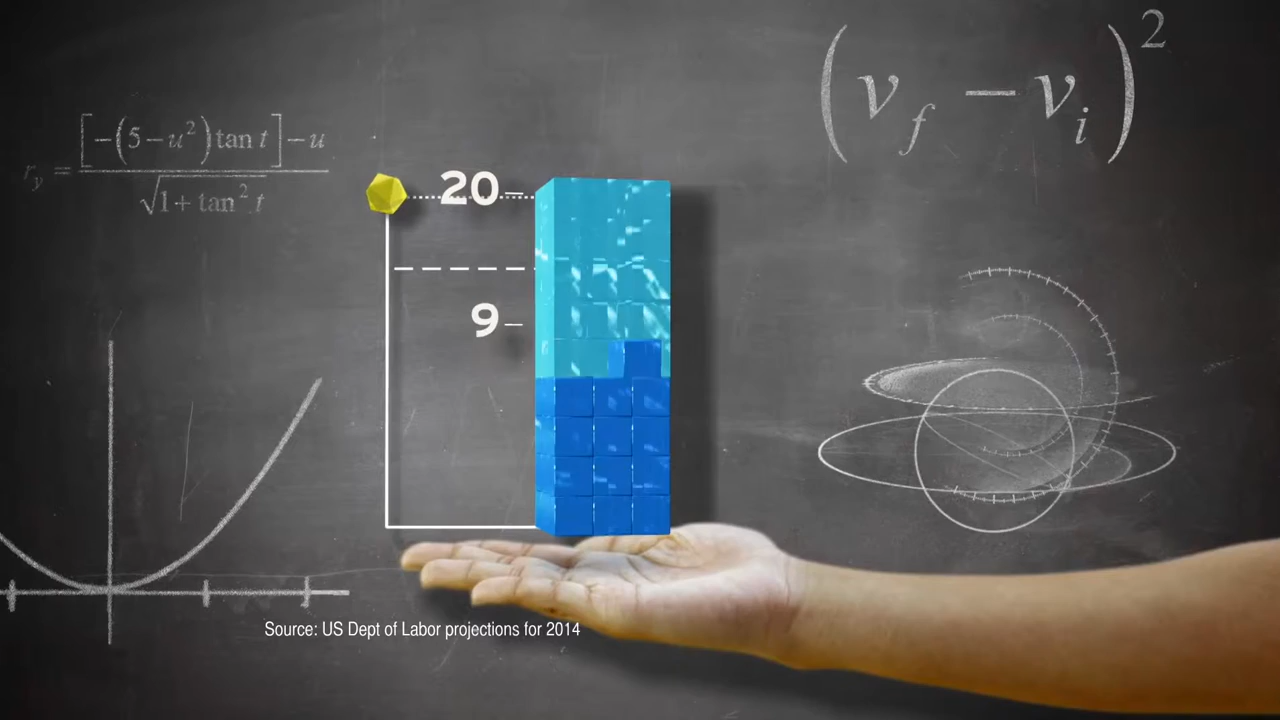 (v_f − v_i)²
r_y = [−(5−u²)tan t]−u
√1+tan² t
20
9
Source: US Dept of Labor projections for 2014